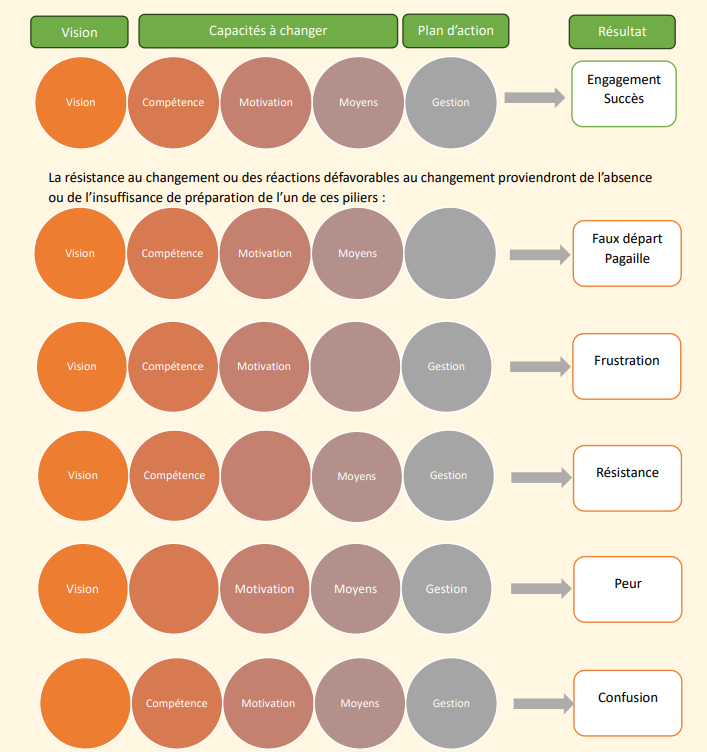 Vision
Capacités à changer
Plan d'action
Résultat
Vision
Compétence
Motivation
Moyens
Gestion
Engagement
Succès
La résistance au changement ou des réactions défavorables au changement proviendront de l'absence
ou de l'insuffisance de préparation de l'un de ces piliers :
Vision
Compétence
Motivation
Moyens
Faux départ
Pagaille
Vision
Compétence
Motivation
Gestion
Frustration
Vision
Compétence
Moyens
Gestion
Résistance
Vision
Motivation
Moyens
Gestion
Peur
Compétence
Motivation
Moyens
Gestion
Confusion